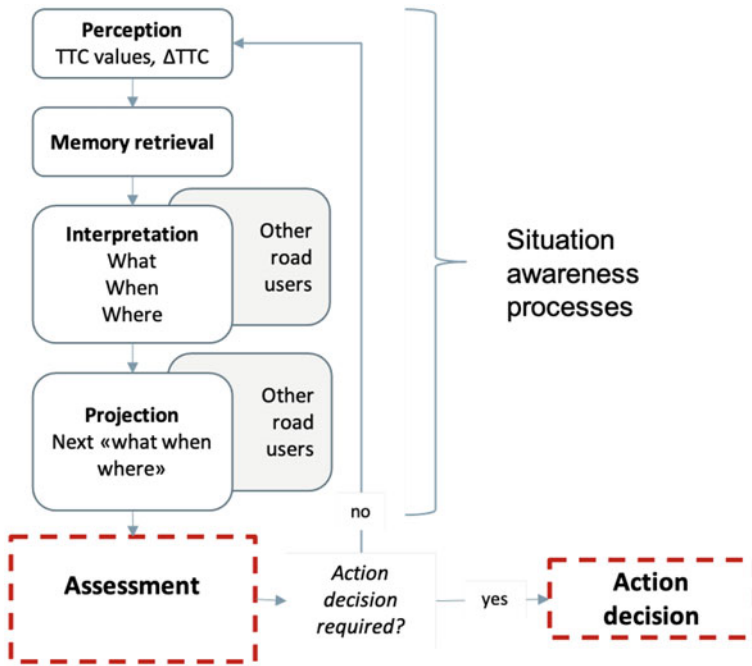 Perception
TTC values, ΔTTC
Memory retrieval
Interpretation
What
When
Where
Other
road
users
Situation
awareness
processes
Projection
Next «what when
where»
Other
road
users
no
Assessment
Action
decision
required?
yes
Action
decision